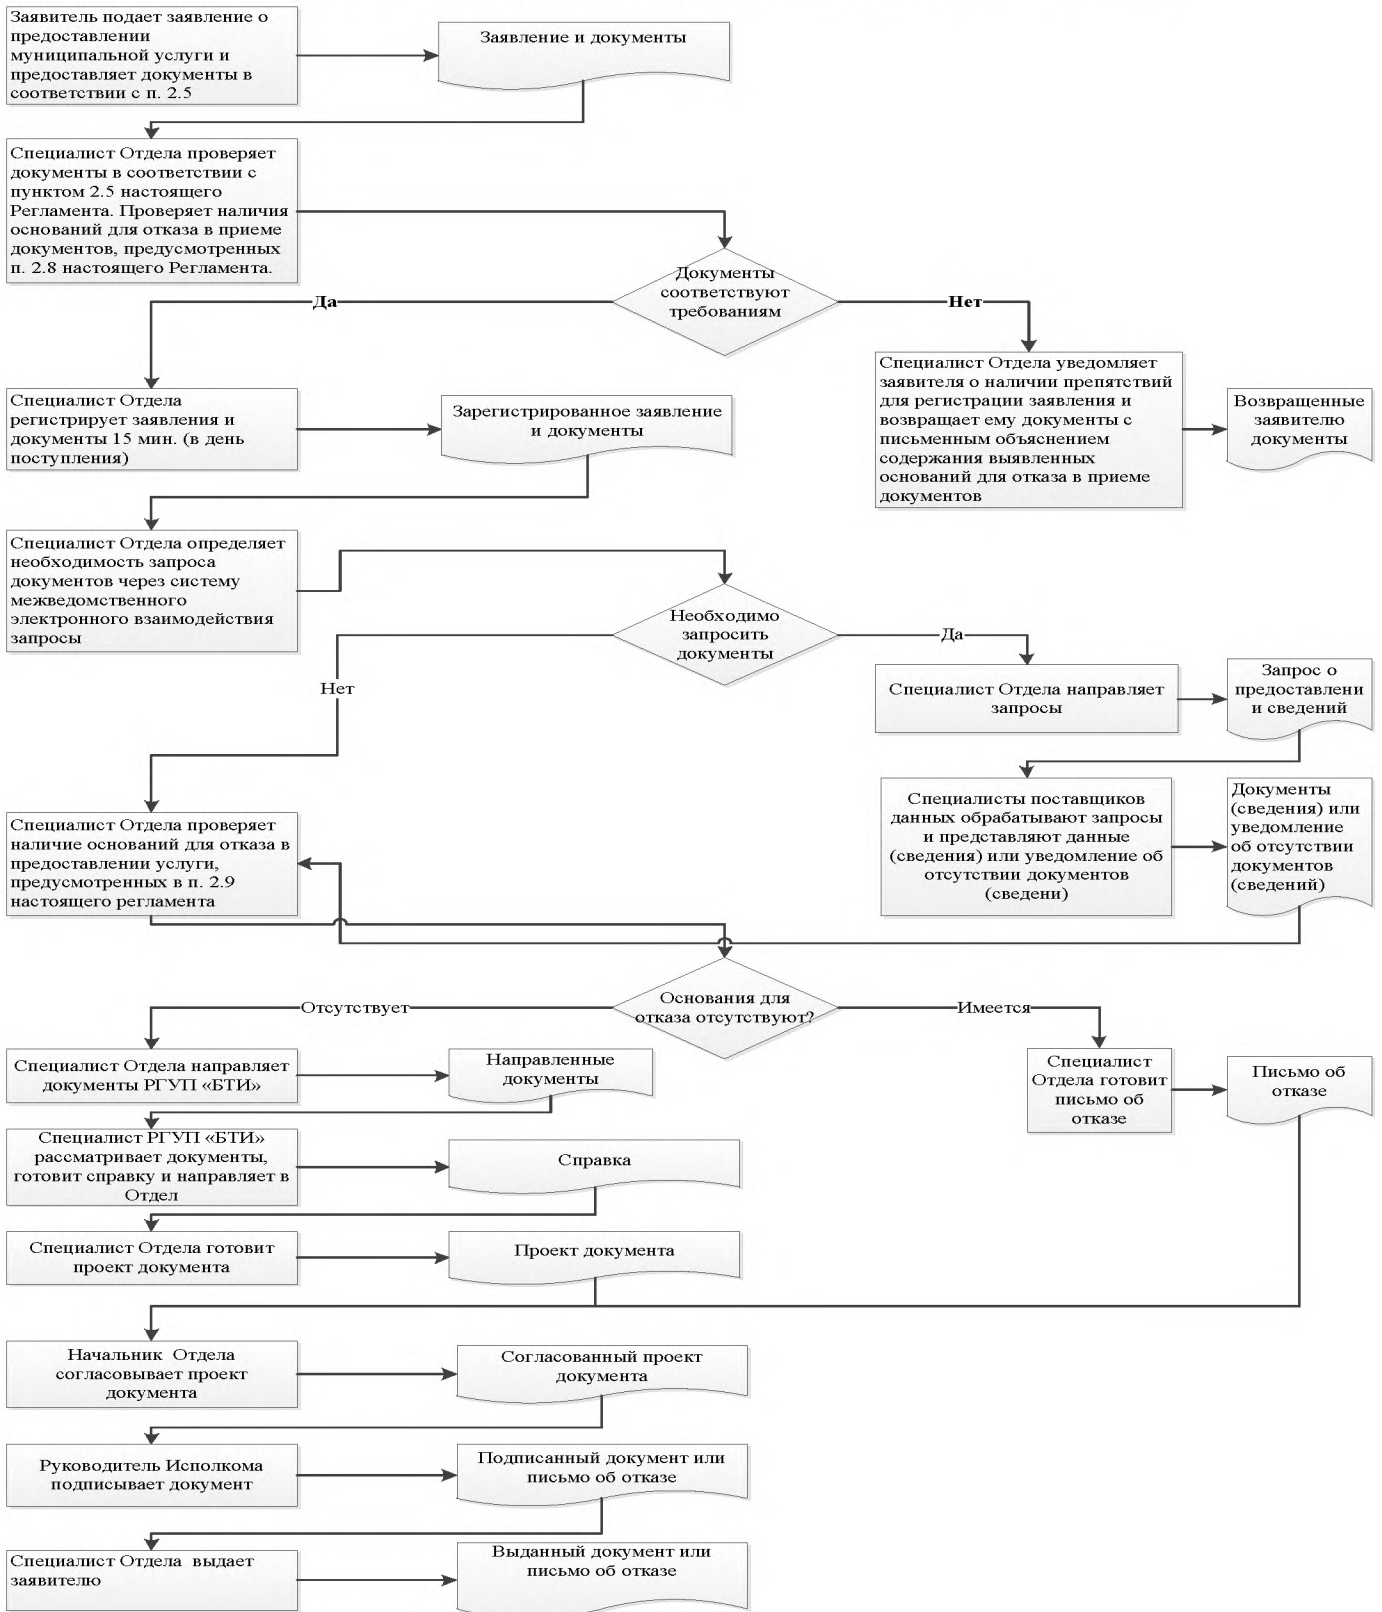 Заявитель подает заявление о
предоставлении
муниципальной услуги и
предоставляет документы в
соответствии с п. 2.5
Заявление и документы
Специалист Отдела проверяет
документы в соответствии с
пунктом 2.5 настоящего
Регламента. Проверяет наличия
оснований для отказа в приеме
документов, предусмотренных
п. 2.8 настоящего Регламента.
Документы
соответствуют
требованиям
Да
Нет
Специалист Отдела
регистрирует заявления и
документы 15 мин. (в день
поступления)
Зарегистрированное заявление
и документы
Специалист Отдела уведомляет
заявителя о наличии препятствий
для регистрации заявления и
возвращает ему документы с
письменным объяснением
содержания выявленных
оснований для отказа в приеме
документов
Возвращенные
заявителю
документы
Специалист Отдела определяет
необходимость запроса
документов через систему
межведомственного
электронного взаимодействия
запросы
Необходимо
запросить
документы
Да
Нет
Специалист Отдела направляет
запросы
Запрос о
предоставлени
и сведений
Специалисты поставщиков
данных обрабатывают запросы
и представляют данные
(сведения) или уведомление об
отсутствии документов
(сведени)
Документы
(сведения) или
уведомление
об отсутствии
документов
(сведений)
Специалист Отдела проверяет
наличие оснований для отказа в
предоставлении услуги,
предусмотренных в п. 2.9
настоящего регламента
Основания для
отказа отсутствуют?
Отсутствует
Имеется
Специалист Отдела направляет
документы РГУП «БТИ»
Направленные
документы
Специалист
Отдела готовит
письмо об
отказе
Письмо об
отказе
Специалист РГУП «БТИ»
рассматривает документы,
готовит справку и направляет в
Отдел
Справка
Специалист Отдела готовит
проект документа
Проект документа
Начальник  Отдела
согласовывает проект
документа
Согласованный проект
документа
Руководитель Исполкома
подписывает документ
Подписанный документ или
письмо об отказе
Специалист Отдела  выдает
заявителю
Выданный документ или
письмо об отказе